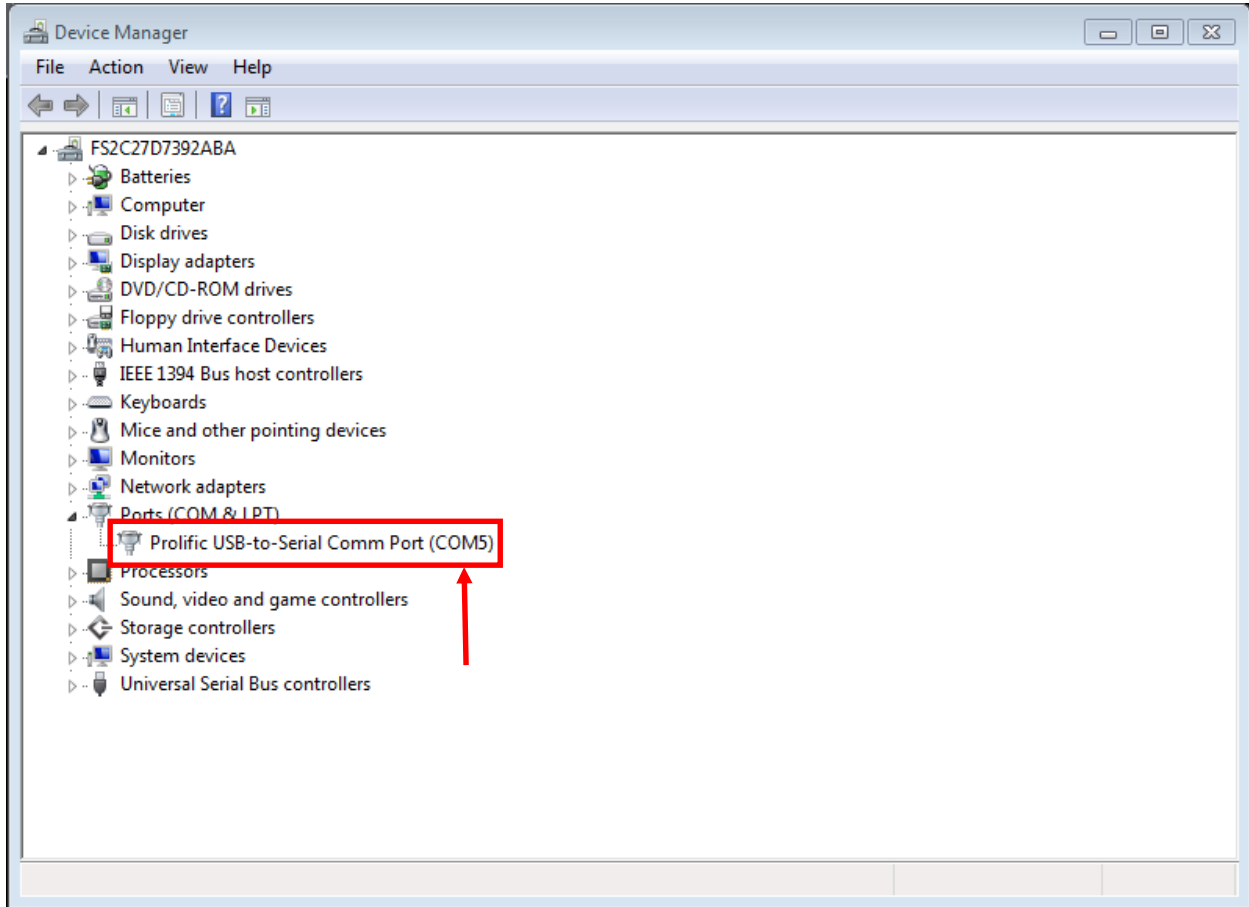 Device Manager
File Action View Help
FS2C27D7392ABA
Batteries
Computer
Disk drives
Display adapters
DVD/CD-ROM drives
Floppy drive controllers
Human Interface Devices
IEEE 1394 Bus host controllers
Keyboards
Mice and other pointing devices
Monitors
Network adapters
Ports (COM & LPT)
Prolific USB-to-Serial Comm Port (COM5)
Processors
Sound, video and game controllers
Storage controllers
System devices
Universal Serial Bus controllers